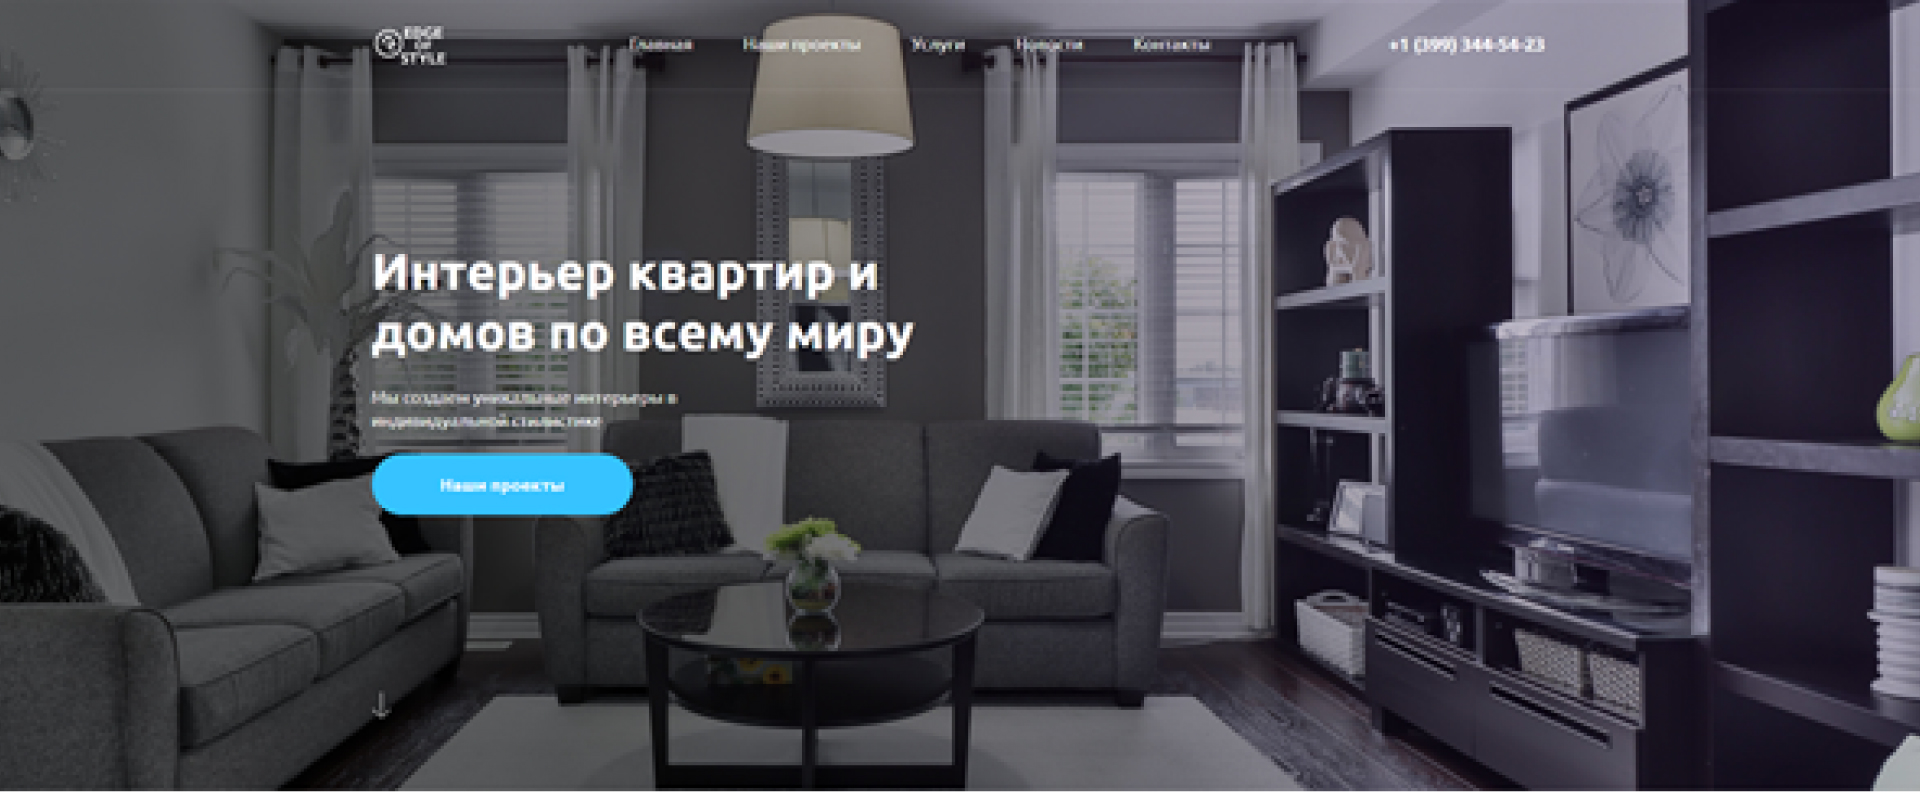 EDGE
OF
STYLE
Главная Наши проекты Услуги Новости Контакты +1 (399) 344-54-23
Интерьер квартир и
домов по всему миру
Мы создаем уникальные интерьеры в
индивидуальной стилистике
Наши проекты